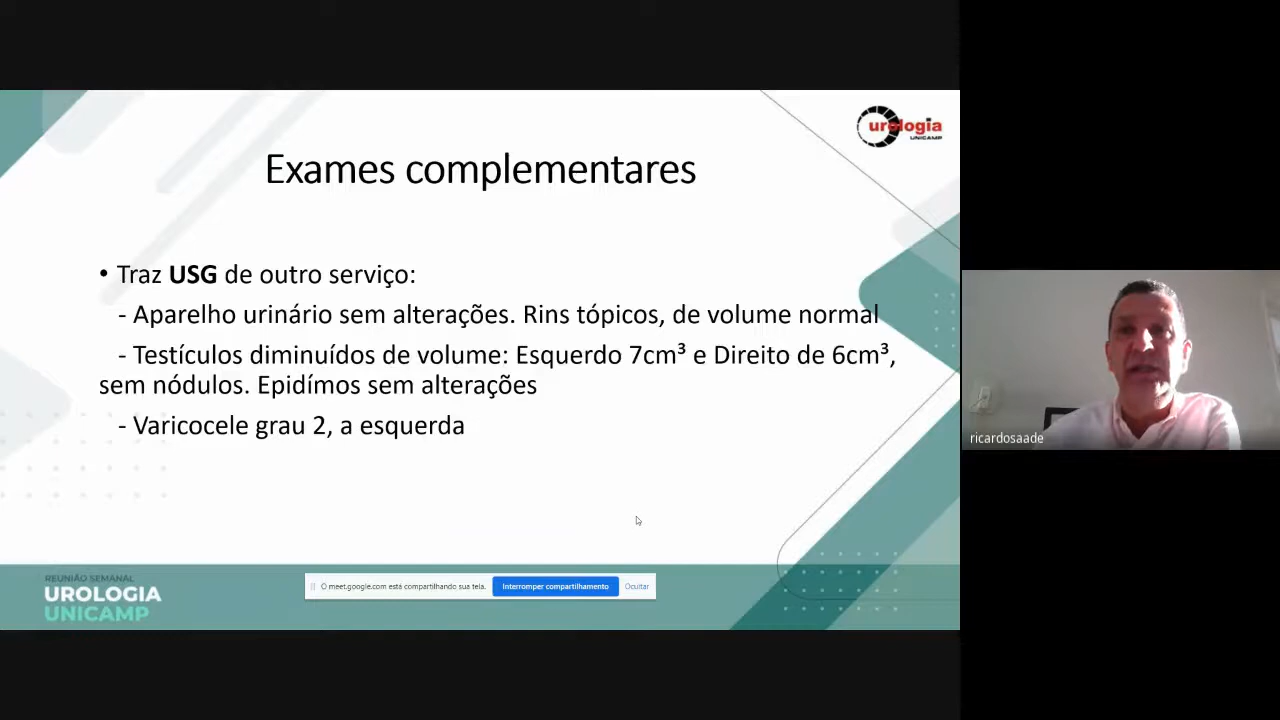 urologia
UNICAMP
Exames complementares
• Traz USG de outro serviço:
- Aparelho urinário sem alterações. Rins tópicos, de volume normal
- Testículos diminuídos de volume: Esquerdo 7cm³ e Direito de 6cm³,
sem nódulos. Epidímos sem alterações
- Varicocele grau 2, a esquerda
ricardosaade
REUNIÃO SEMANAL
UROLOGIA
UNICAMP
O meet.google.com está compartilhando sua tela.
Interromper compartilhamento
Ocultar